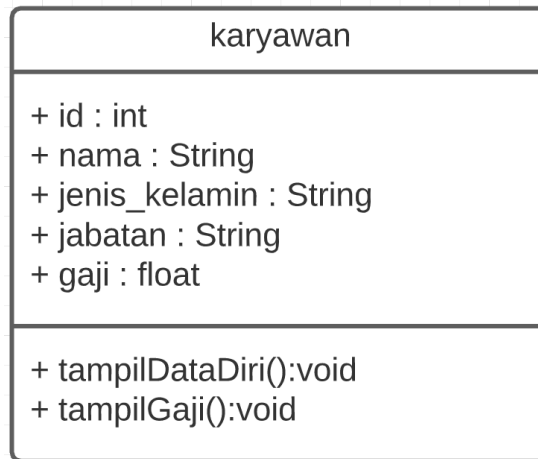 karyawan
+ id : int
+ nama : String
+ jenis_kelamin : String
+ jabatan : String
+ gaji : float
+ tampilDataDiri():void
+ tampilGaji():void